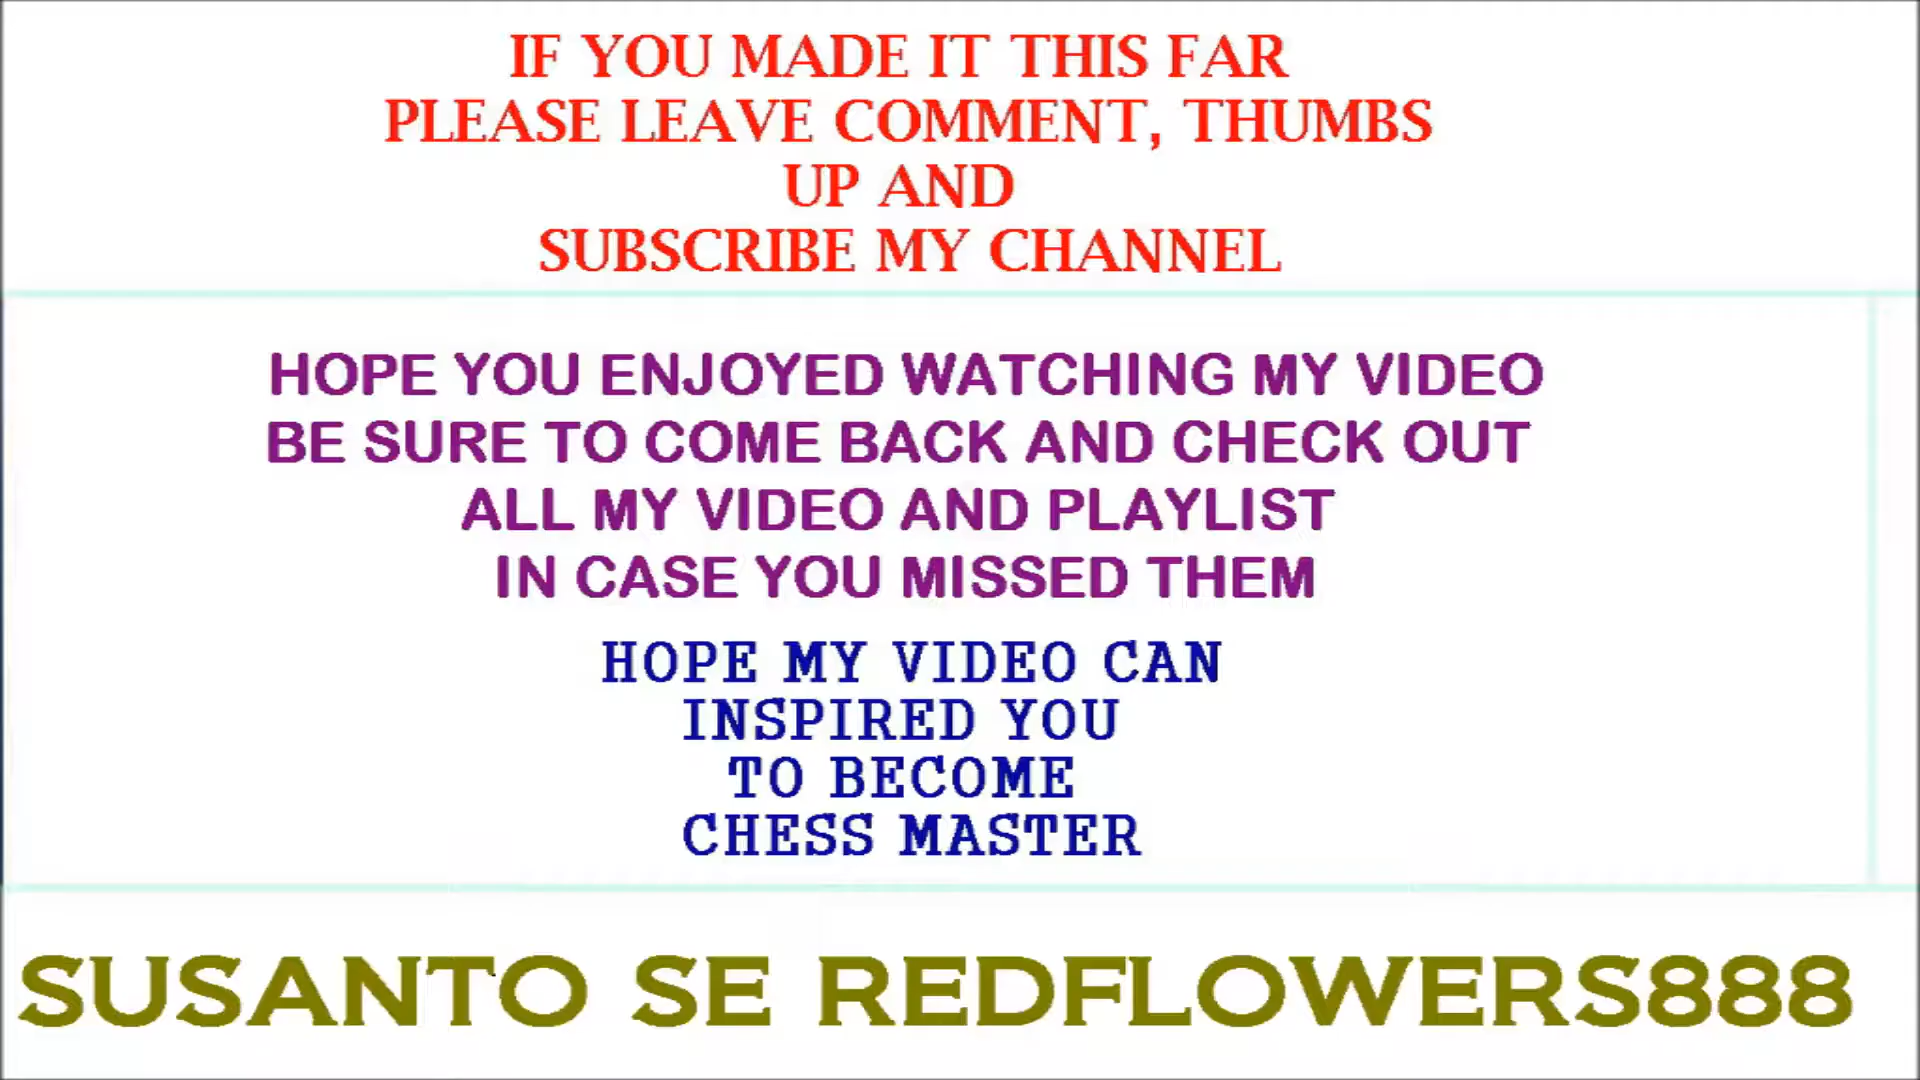 IF YOU MADE IT THIS FAR
PLEASE LEAVE COMMENT, THUMBS
UP AND
SUBSCRIBE MY CHANNEL
HOPE YOU ENJOYED WATCHING MY VIDEO
BE SURE TO COME BACK AND CHECK OUT
ALL MY VIDEO AND PLAYLIST
IN CASE YOU MISSED THEM
HOPE MY VIDEO CAN
INSPIRED YOU
TO BECOME
CHESS MASTER
SUSANTO SE REDFLOWERS888